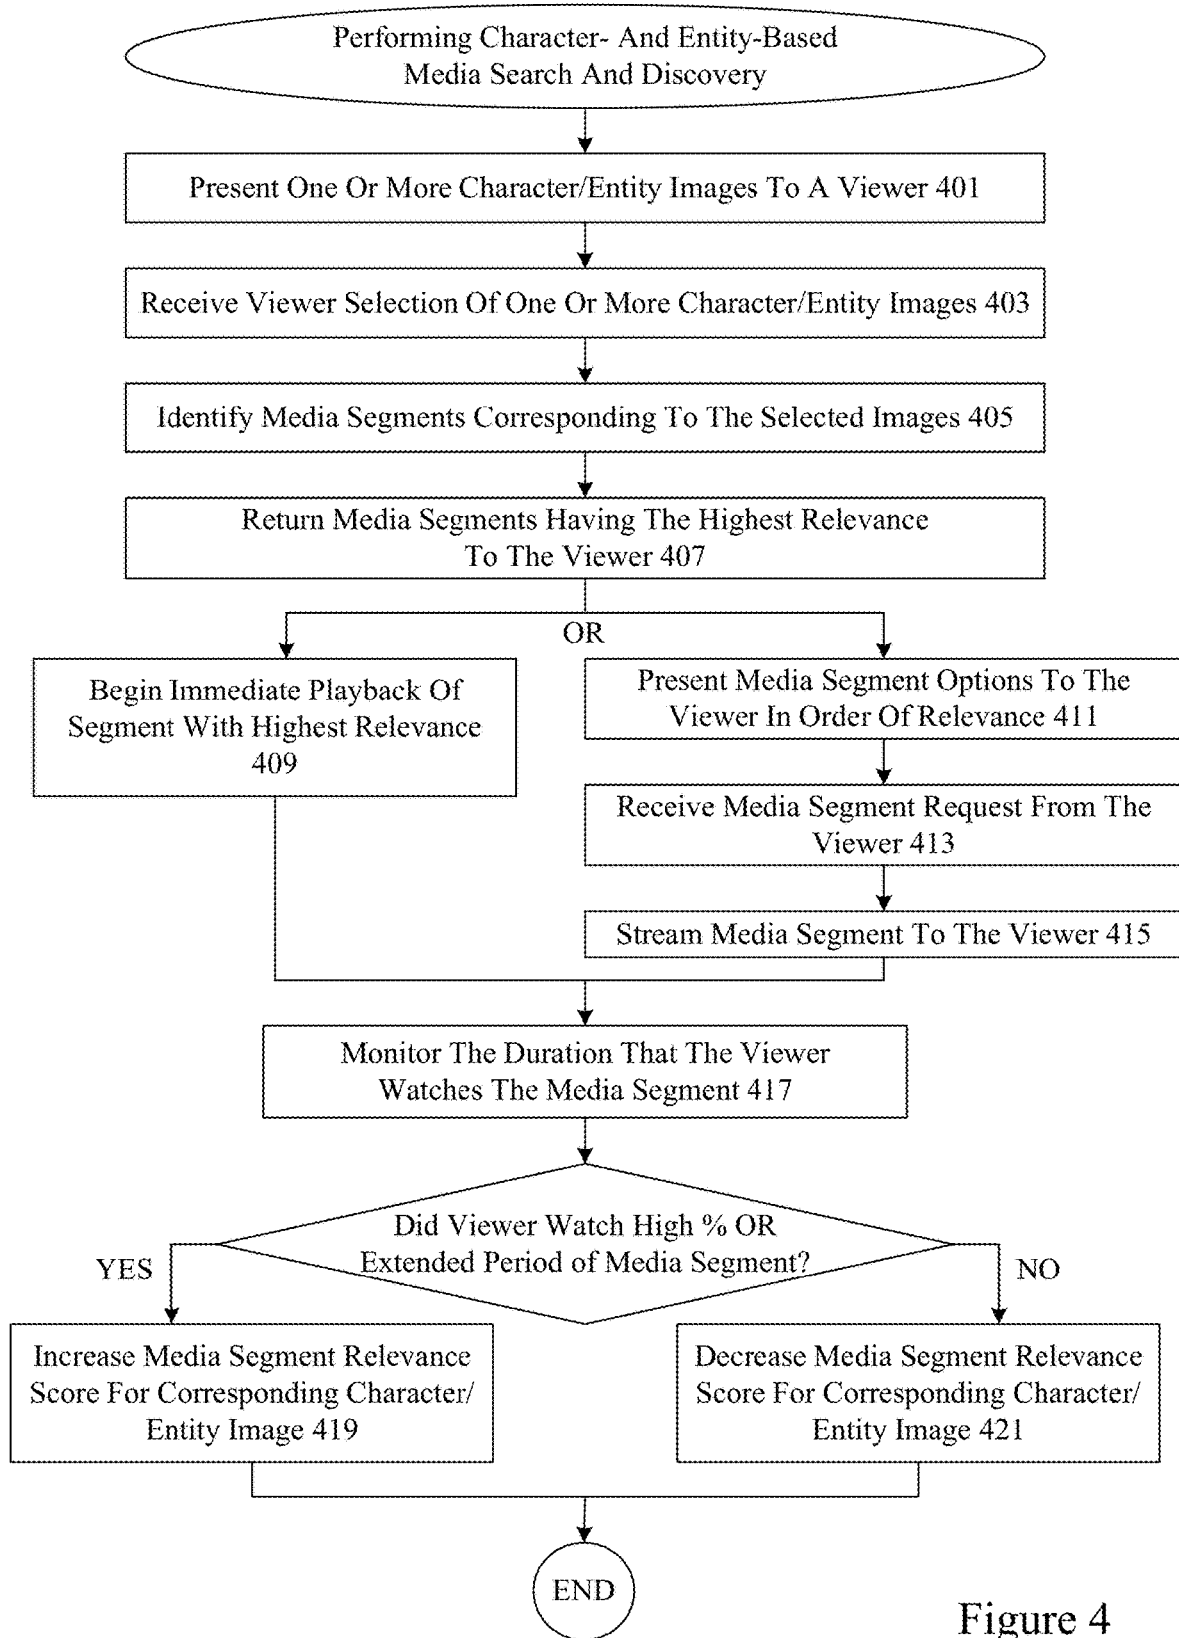 Performing Character- And Entity-Based
Media Search And Discovery
Present One Or More Character/Entity Images To A Viewer 401
Receive Viewer Selection Of One Or More Character/Entity Images 403
Identify Media Segments Corresponding To The Selected Images 405
Return Media Segments Having The Highest Relevance
To The Viewer 407
OR
Begin Immediate Playback Of
Segment With Highest Relevance
409
Present Media Segment Options To The
Viewer In Order Of Relevance 411
Receive Media Segment Request From The
Viewer 413
Stream Media Segment To The Viewer 415
Monitor The Duration That The Viewer
Watches The Media Segment 417
Did Viewer Watch High % OR
Extended Period of Media Segment?
YES
NO
Increase Media Segment Relevance
Score For Corresponding Character/
Entity Image 419
Decrease Media Segment Relevance
Score For Corresponding Character/
Entity Image 421
END
Figure 4